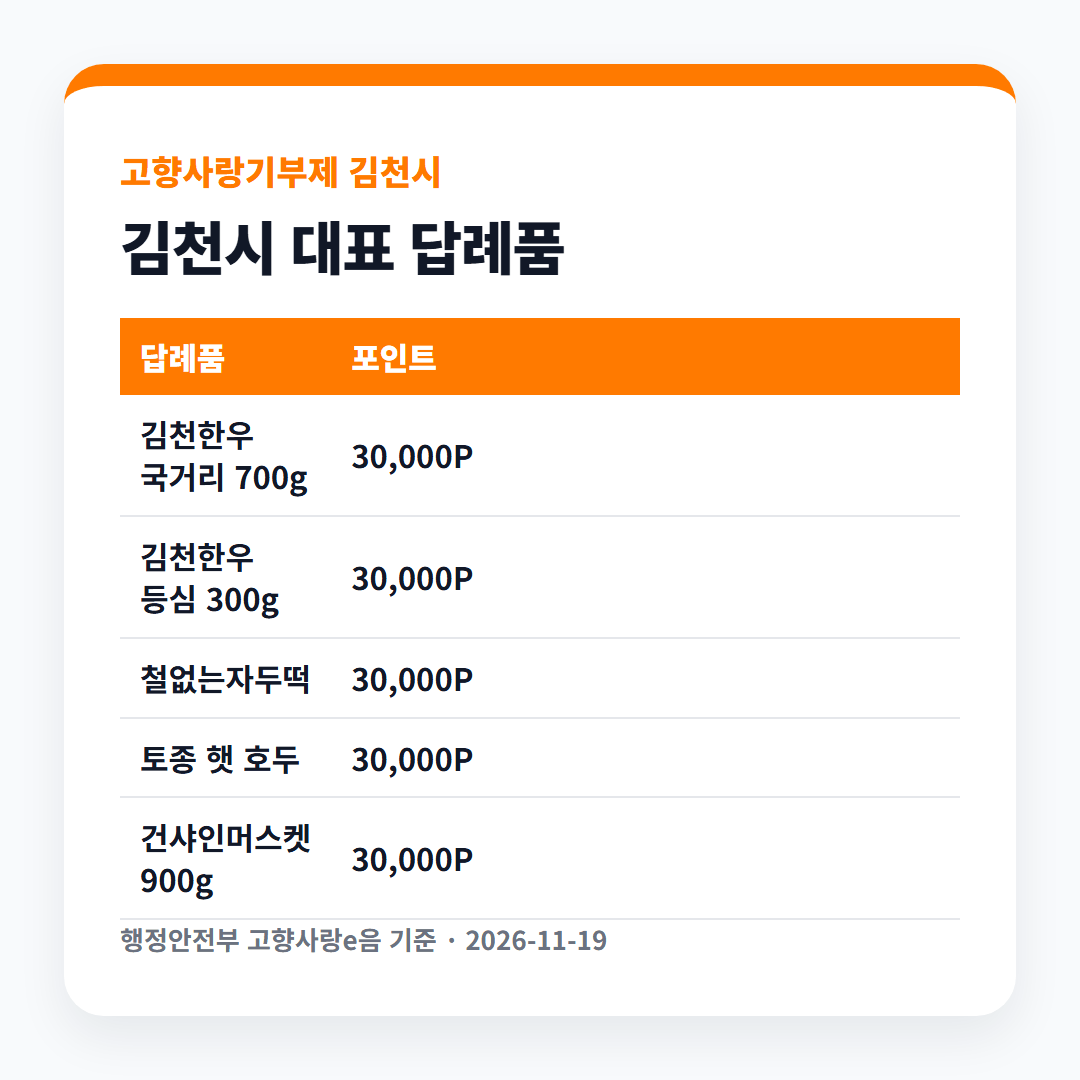 고향사랑기부제 김천시
김천시 대표 답례품
답례품 포인트
김천한우
국거리 700g
30,000P
김천한우
등심 300g
30,000P
철없는자두떡 30,000P
토종 햇 호두 30,000P
건샤인머스켓
900g
30,000P
행정안전부 고향사랑e음 기준 · 2026-11-19